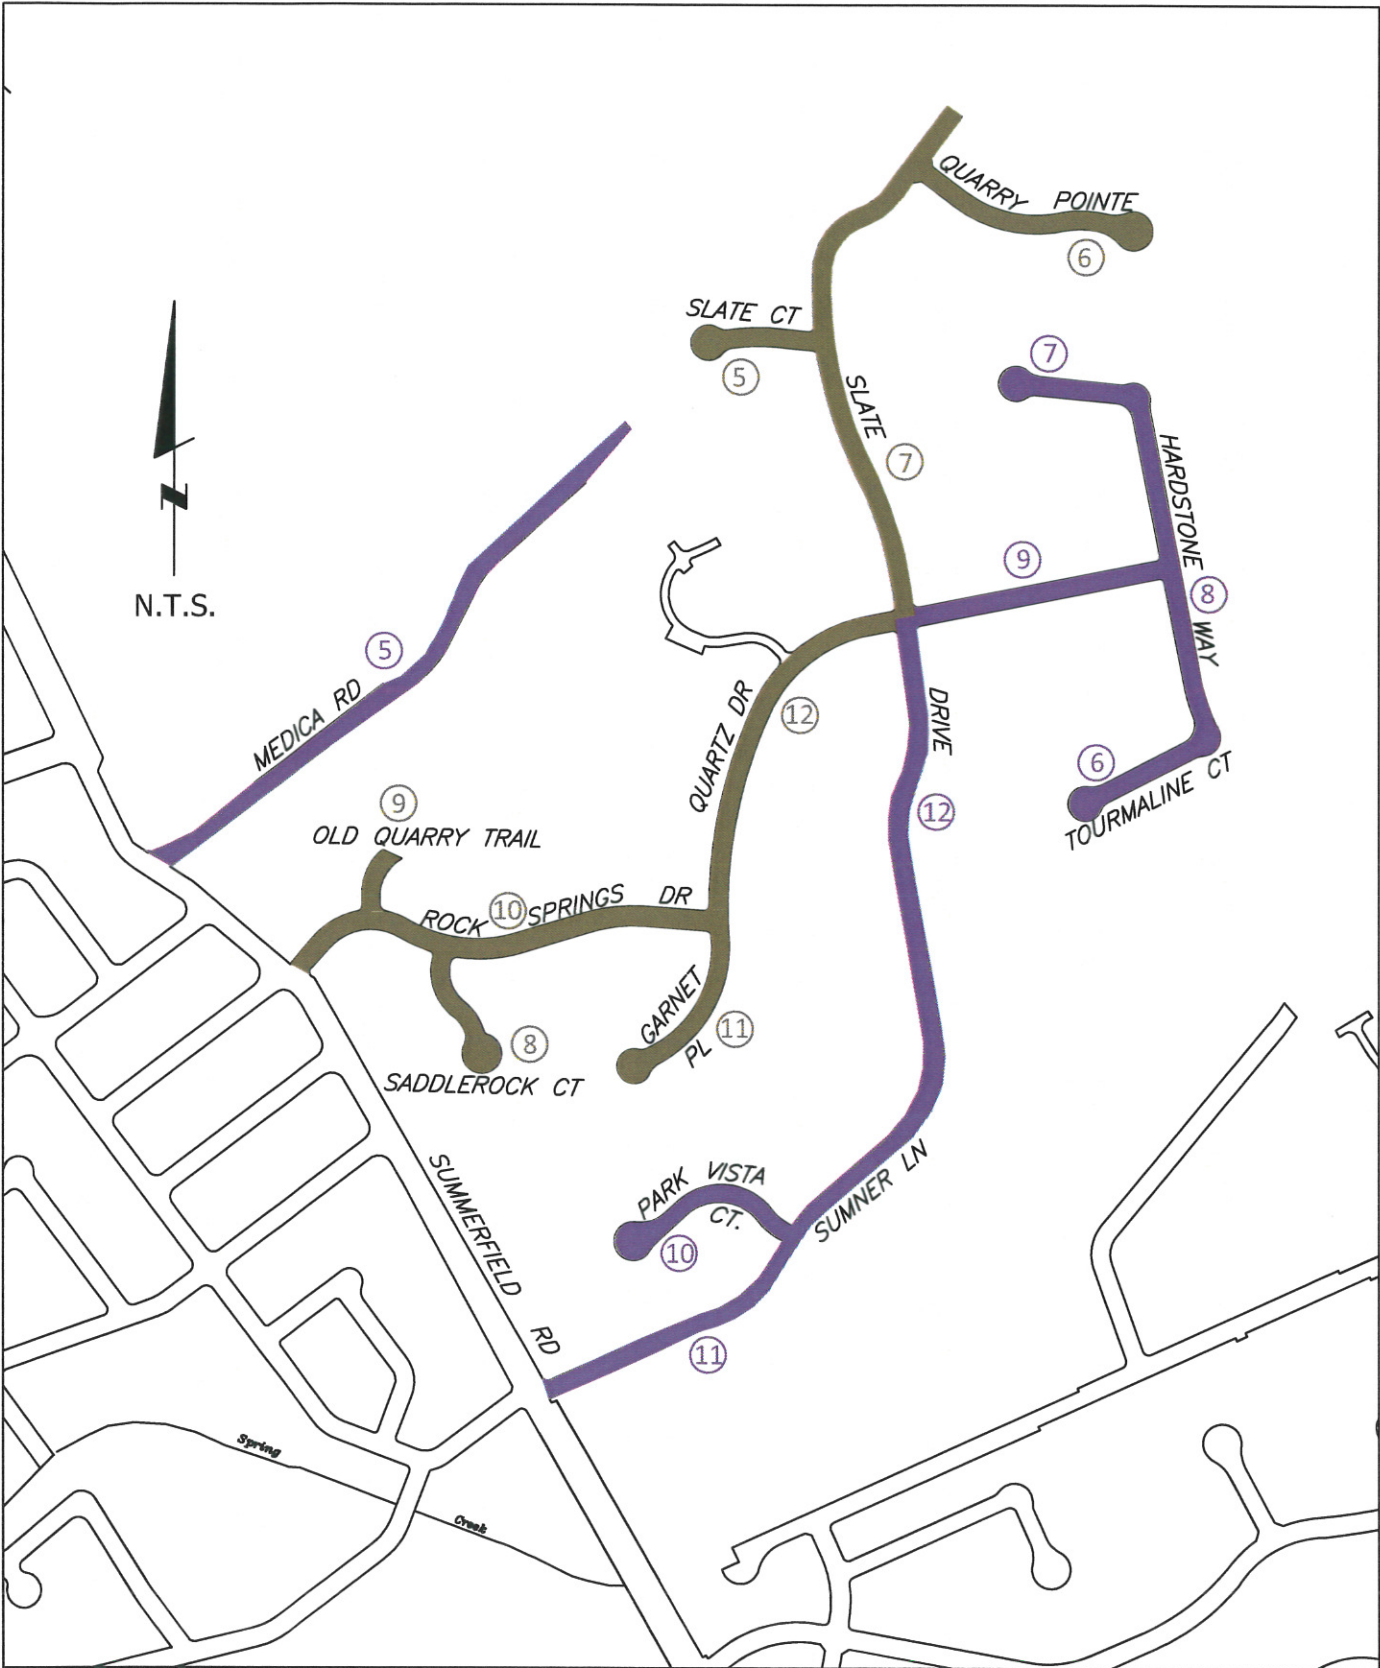 QUARRY POINTE
6
SLATE CT
5
7
SLATE
7
HARDSTONE
9
8
WAY
N.T.S.
5
MEDICA RD
QUARTZ DR
12
DRIVE
12
6
TOURMALINE CT
9
OLD QUARRY TRAIL
ROCK
10
SPRINGS DR
GARNET
PL
11
8
SADDLEROCK CT
SUMMERFIELD
RD
PARK VISTA
CT.
10
SUMNER LN
11
Spring
Creek
N